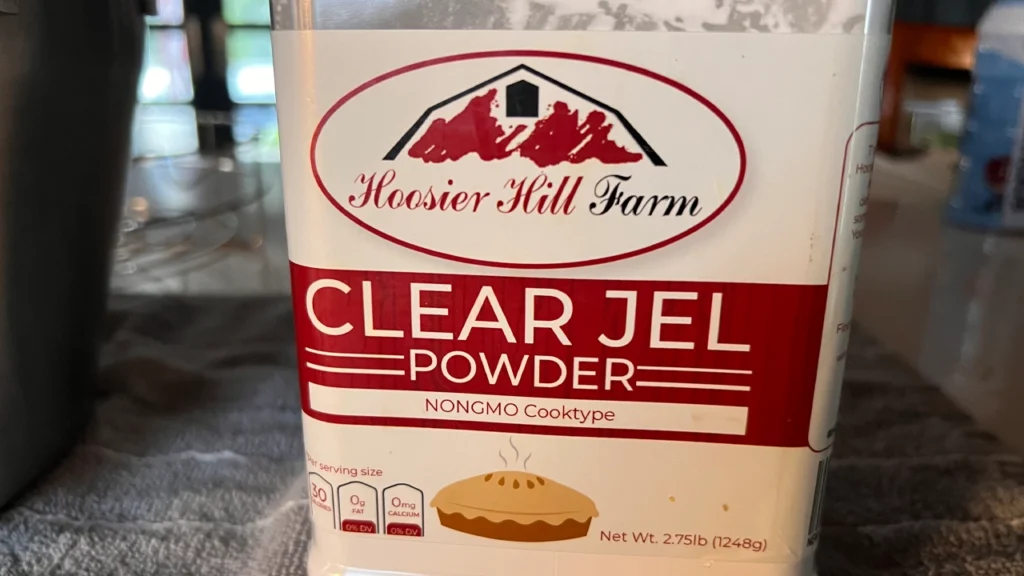 Hoosier Hill Farm
CLEAR JEL
POWDER
NONGMO Cooktype
Per serving size
30
CALORIES
0g
FAT
0% DV
0mg
CALCIUM
0% DV
Net Wt. 2.75lb (1248g)